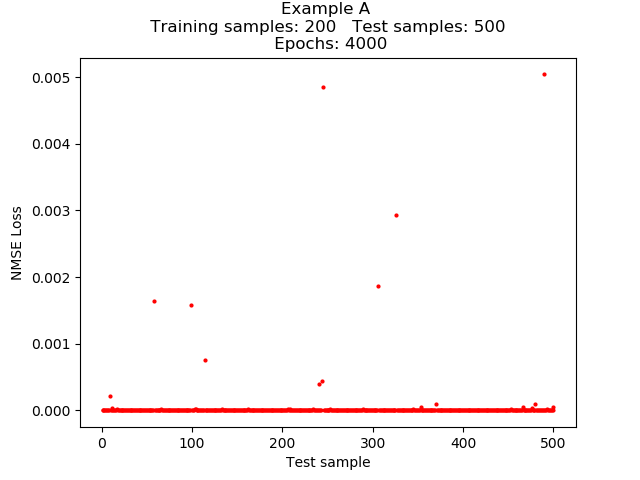 Example A
Training samples: 200   Test samples: 500
Epochs: 4000
0.005
0.004
0.003
0.002
0.001
0.000
NMSE Loss
0 100 200 300 400 500
Test sample